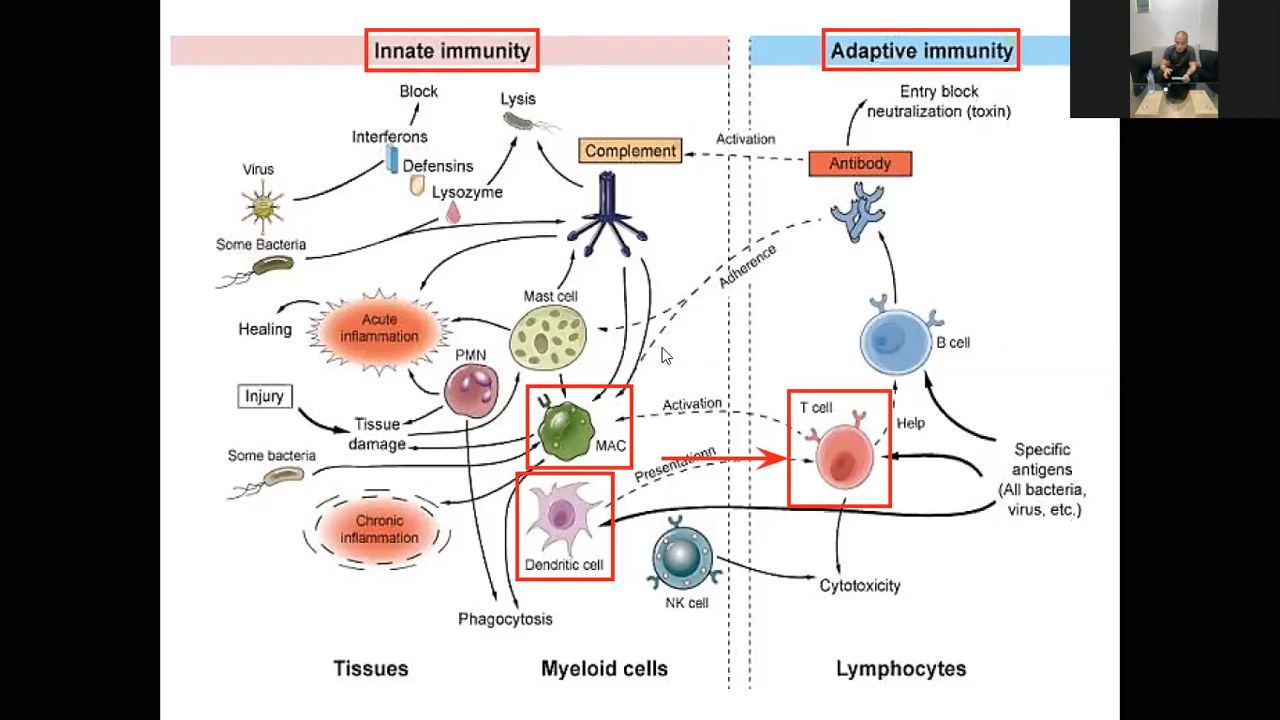 Innate immunity
Adaptive immunity
Block
Lysis
Entry block
neutralization (toxin)
Interferons
Complement
Activation
Antibody
Virus
Defensins
Lysozyme
Some Bacteria
Adherence
Mast cell
Healing
Acute
inflammation
PMN
B cell
Injury
Tissue
damage
MAC
Activation
T cell
Help
Some bacteria
Presentationn
Specific
antigens
(All bacteria,
virus, etc.)
Chronic
inflammation
Dendritic cell
NK cell
Cytotoxicity
Phagocytosis
Tissues
Myeloid cells
Lymphocytes